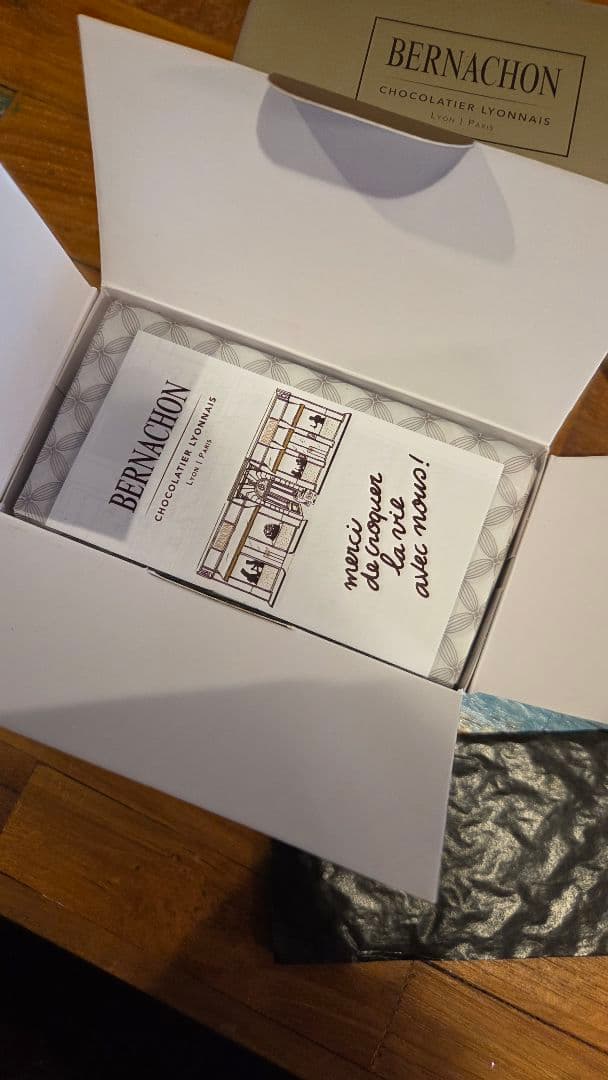 BERNACHON
CHOCOLATIER LYONNAIS
LYON | PARIS
BERNACHON
CHOCOLATIER LYONNAIS
LYON | PARIS
merci
de croquer
la vie
avec nous!